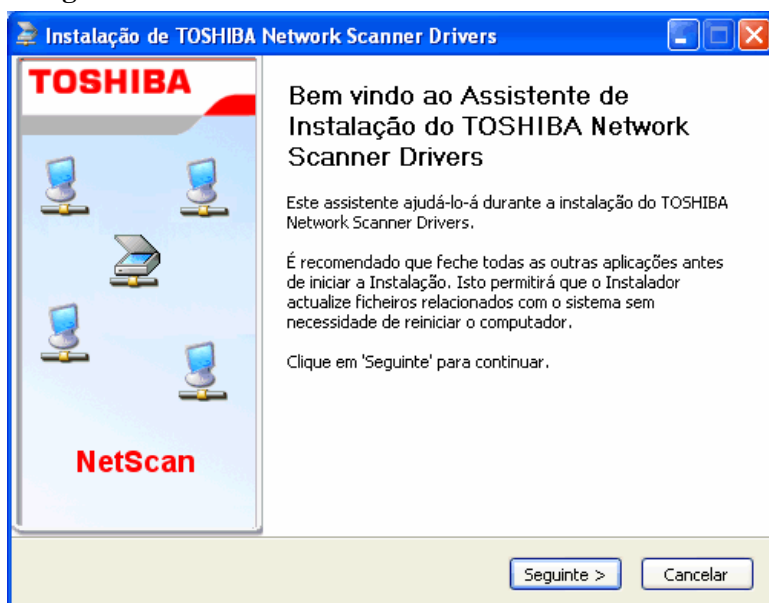 Instalação de TOSHIBA Network Scanner Drivers
TOSHIBA
Bem vindo ao Assistente de
Instalação do TOSHIBA Network
Scanner Drivers
Este assistente ajudá-lo-á durante a instalação do TOSHIBA
Network Scanner Drivers.
É recomendado que feche todas as outras aplicações antes
de iniciar a Instalação. Isto permitirá que o Instalador
actualize ficheiros relacionados com o sistema sem
necessidade de reiniciar o computador.
Clique em 'Seguinte' para continuar.
NetScan
Seguinte >
Cancelar